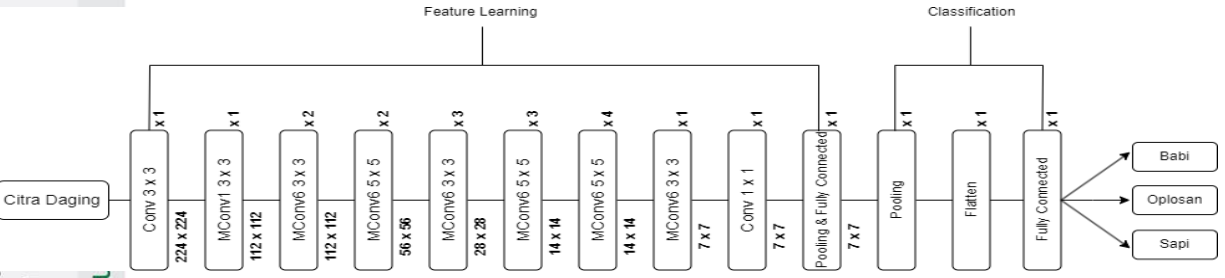 Feature Learning
Classification
Citra Daging
Conv 3 x 3
x 1
224 x 224
MConv1 3 x 3
x 1
112 x 112
MConv6 3 x 3
x 2
112 x 112
MConv6 5 x 5
x 2
56 x 56
MConv6 3 x 3
x 3
28 x 28
MConv6 5 x 5
x 3
14 x 14
MConv6 5 x 5
x 4
14 x 14
MConv6 3 x 3
x 1
7 x 7
Conv 1 x 1
x 1
7 x 7
Pooling & Fully Connected
x 1
7 x 7
Pooling
x 1
Flatten
x 1
Fully Connected
x 1
Babi
Oplosan
Sapi